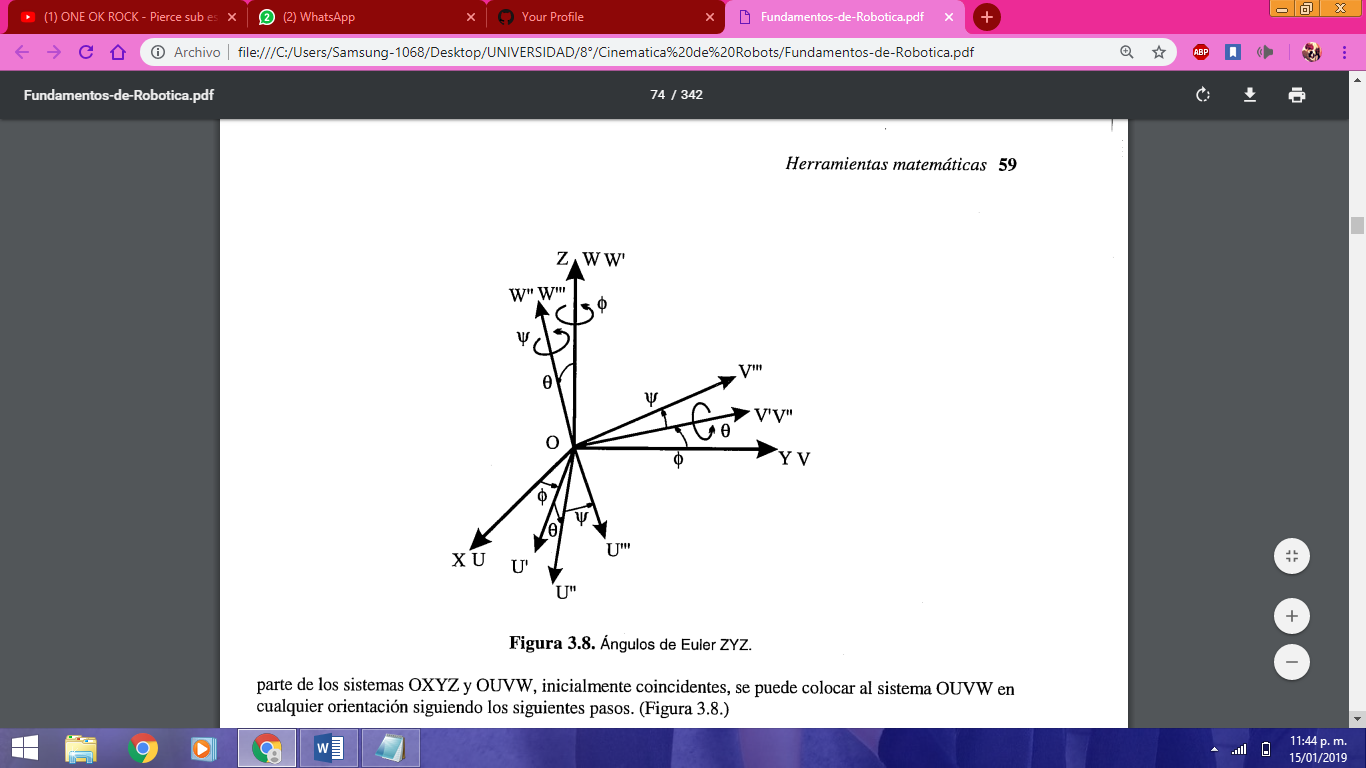 (1) ONE OK ROCK - Pierce sub es
(2) WhatsApp
Your Profile
Fundamentos-de-Robotica.pdf
Archivo
file:///C:/Users/Samsung-1068/Desktop/UNIVERSIDAD/8°/Cinematica%20de%20Robots/Fundamentos-de-Robotica.pdf
ABP
Fundamentos-de-Robotica.pdf
74 / 342
Herramientas matemáticas 59
Z W W'
W'' W'''
ϕ
ψ
θ
V'''
ψ
V'V''
θ
O
ϕ
Y V
ϕ
ψ
θ
X U
U'
U'''
U''
Figura 3.8. Ángulos de Euler ZYZ.
parte de los sistemas OXYZ y OUVW, inicialmente coincidentes, se puede colocar al sistema OUVW en
cualquier orientación siguiendo los siguientes pasos. (Figura 3.8.)
11:44 p. m.
15/01/2019